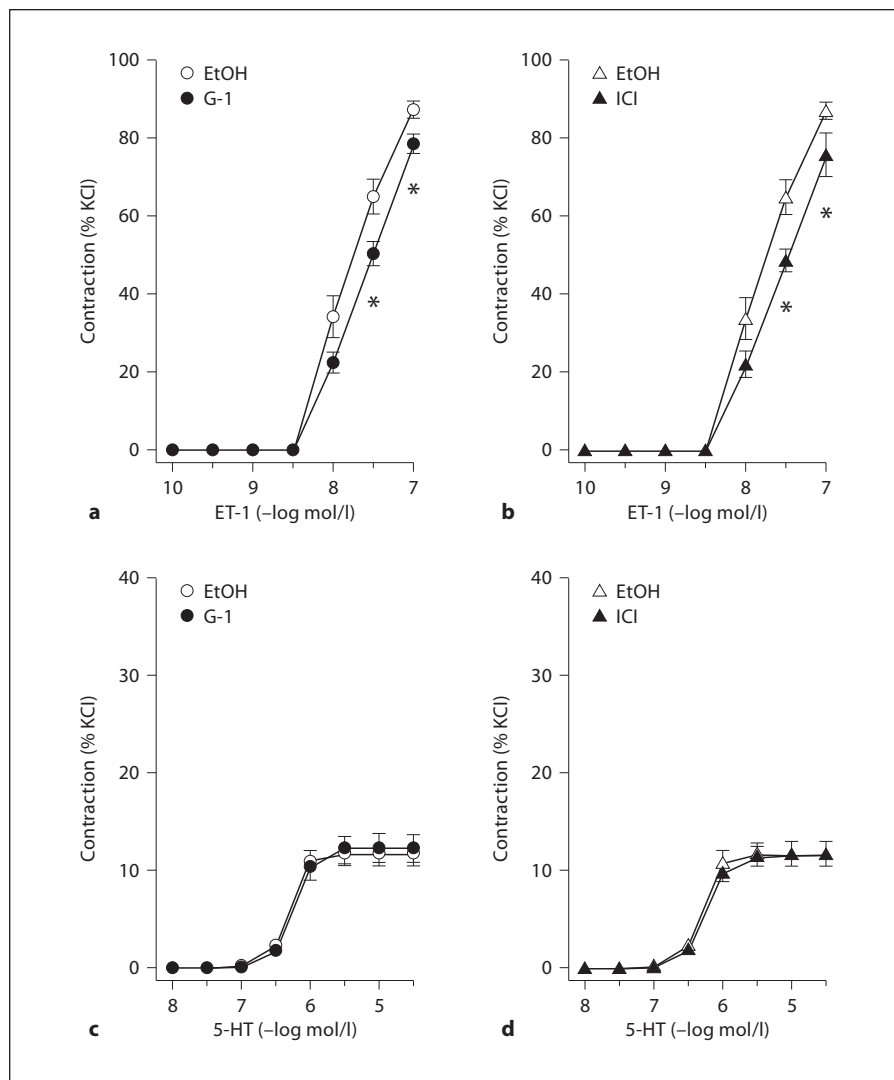 100
80
60
40
20
0
Contraction (% KCl)
EtOH
G-1
*
*
10 9 8 7
ET-1 (–log mol/l)
a
100
80
60
40
20
0
Contraction (% KCl)
EtOH
ICI
*
*
10 9 8 7
ET-1 (–log mol/l)
b
40
30
20
10
0
Contraction (% KCl)
EtOH
G-1
8 7 6 5
5-HT (–log mol/l)
c
40
30
20
10
0
Contraction (% KCl)
EtOH
ICI
8 7 6 5
5-HT (–log mol/l)
d